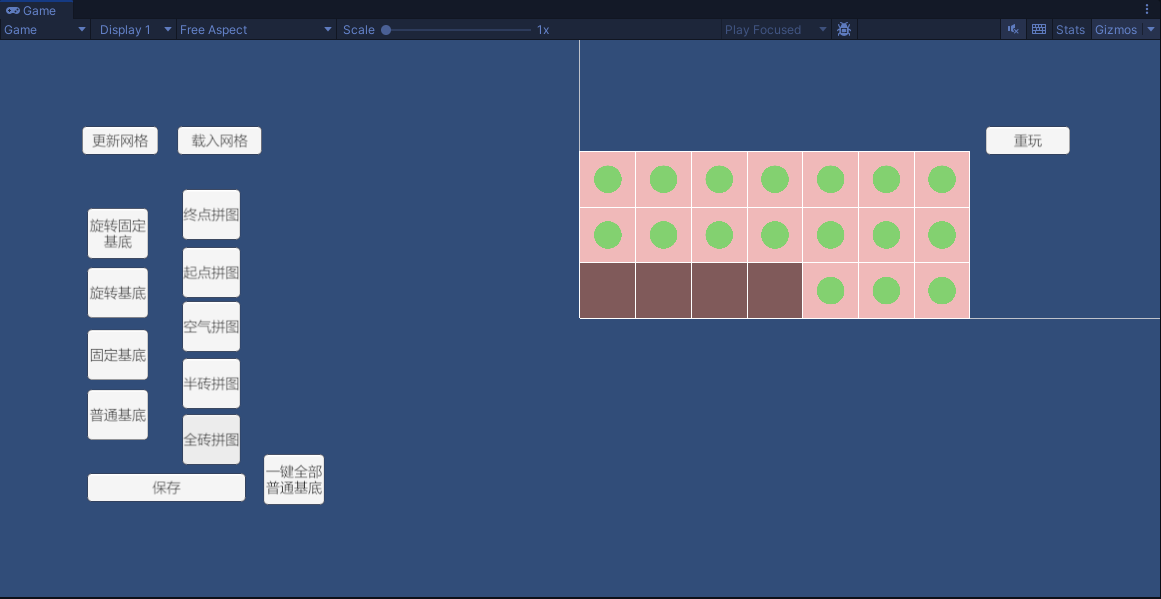 Game
Game
Display 1
Free Aspect
Scale
1x
Play Focused
Stats
Gizmos
更新网格
载入网格
重玩
终点拼图
旋转固定
基底
起点拼图
旋转基底
空气拼图
固定基底
半砖拼图
普通基底
全砖拼图
一键全部
普通基底
保存